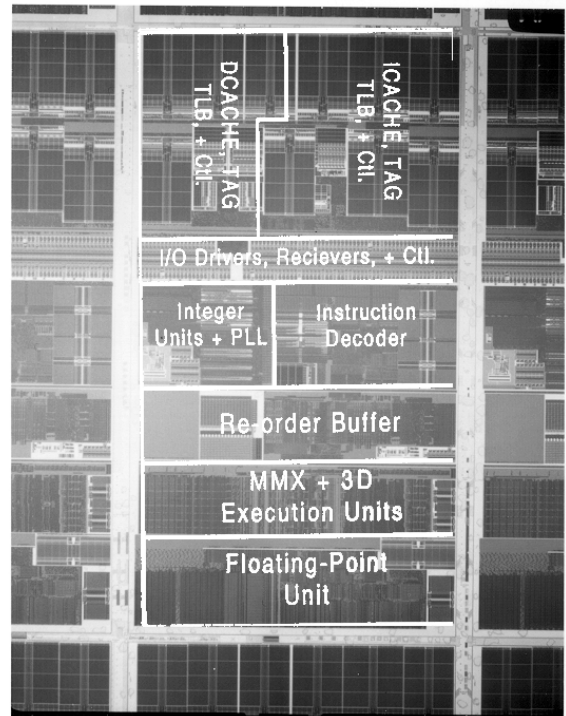 DCACHE, TAG
TLB, + Ctl.
ICACHE, TAG
TLB, + Ctl.
I/O Drivers, Recievers, + Ctl.
Integer
Units + PLL
Instruction
Decoder
Re-order Buffer
MMX + 3D
Execution Units
Floating-Point
Unit